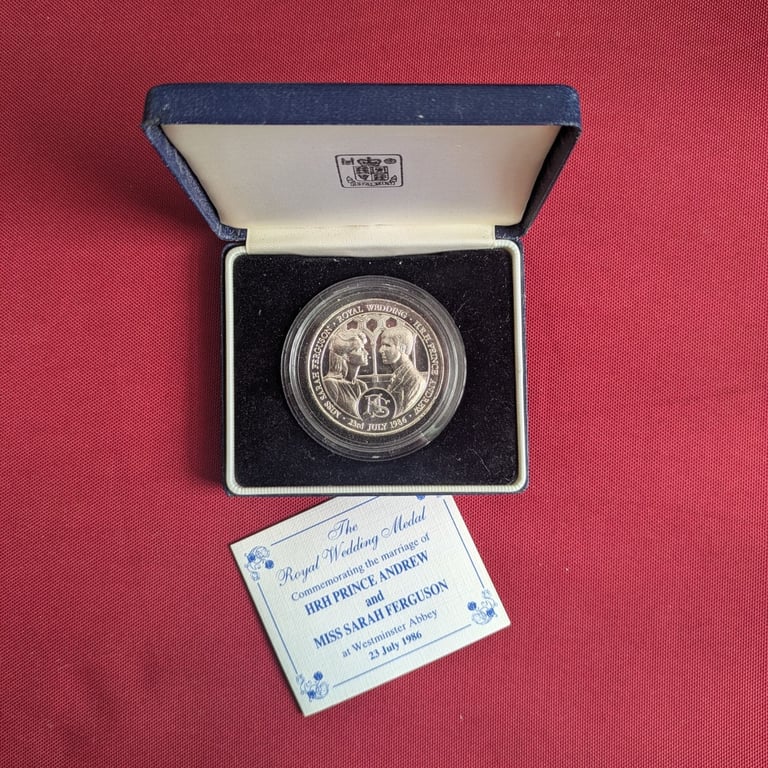 MISS SARAH FERGUSON · ROYAL WEDDING · H.R.H. PRINCE ANDREW · 23rd JULY 1986 ·
The
Royal Wedding Medal
Commemorating the marriage of
HRH PRINCE ANDREW
and
MISS SARAH FERGUSON
at Westminster Abbey
23 July 1986